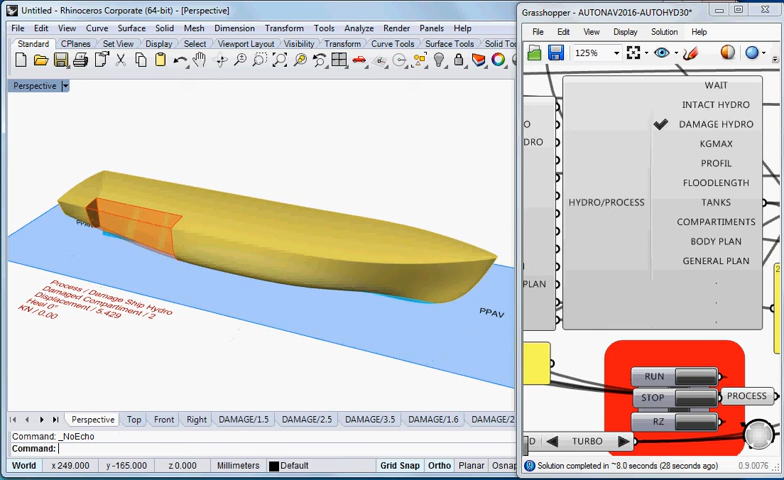 Untitled - Rhinoceros Corporate (64-bit) - [Perspective]
File Edit View Curve Surface Solid Mesh Dimension Transform Tools Analyze Render Panels Help
Standard CPlanes Set View Display Select Viewport Layout Visibility Transform Curve Tools Surface Tools Solid To
Perspective
PPAV
Process / Damage Ship Hydro
Damaged Compartment / 2
Heel 0°
Displacement / 5.429
KN / 0.00
Perspective Top Front Right DAMAGE/1.5 DAMAGE/2.5 DAMAGE/3.5 DAMAGE/1.6 DAMAGE/2
Command: _NoEcho
Command:
World x 249.000 y -165.000 z 0.000 Millimeters Default Grid Snap Ortho Planar Osnap
Grasshopper - AUTONAV2016-AUTOHYD30*
File Edit View Display Solution Help
125%
WAIT
INTACT HYDRO
DAMAGE HYDRO
KGMAX
PROFIL
FLOODLENGTH
HYDRO/PROCESS
TANKS
COMPARTMENTS
BODY PLAN
GENERAL PLAN
O
DRO
PLAN
RUN
STOP
RZ
PROCESS
D TURBO
Solution completed in ~8.0 seconds (28 seconds ago)
0.9.0076